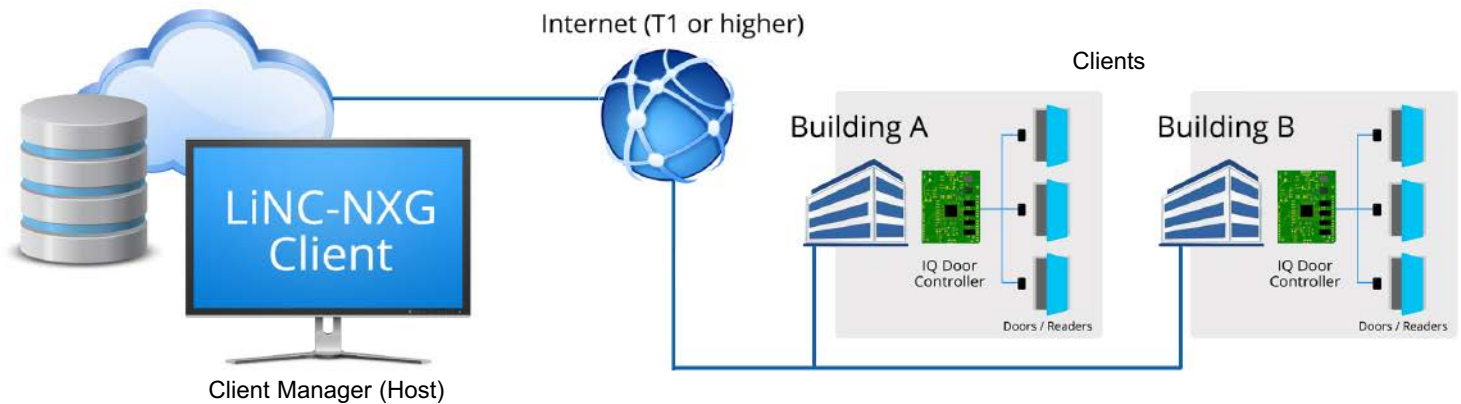 Internet (T1 or higher)
Clients
LiNC-NXG
Client
Client Manager (Host)
Building A
IQ Door
Controller
Doors / Readers
Building B
IQ Door
Controller
Doors / Readers